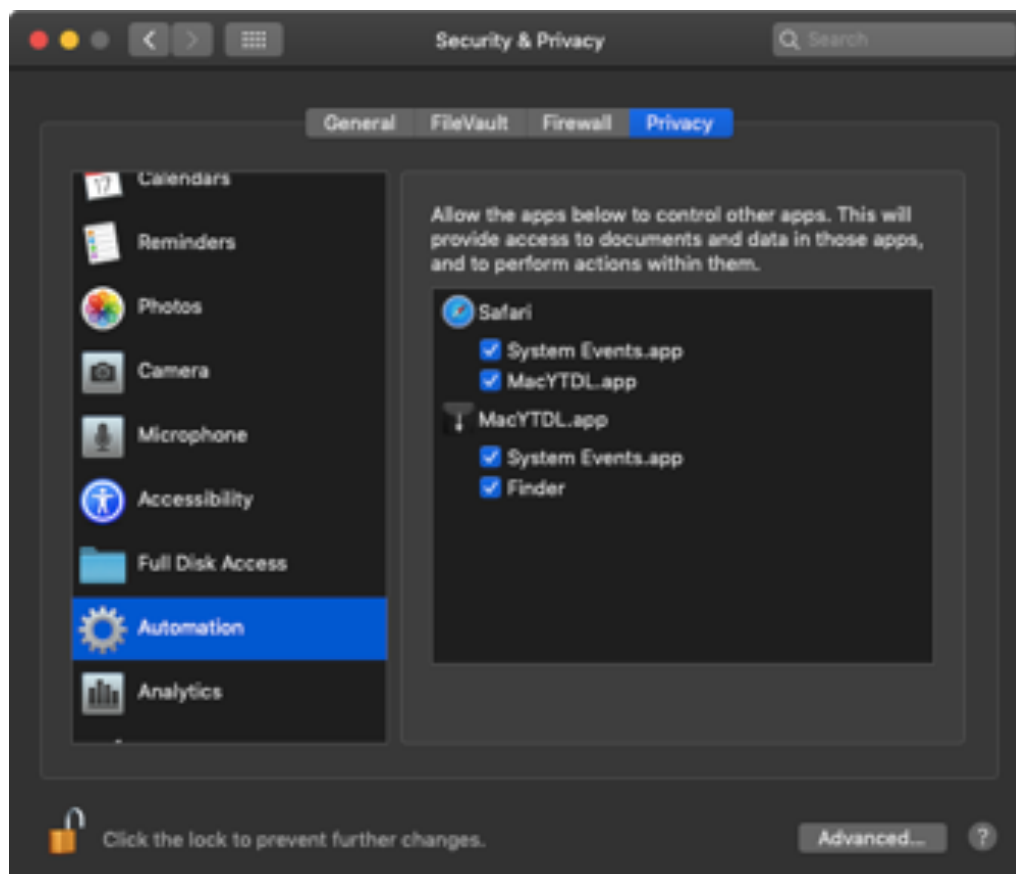 Security & Privacy
Search
General FileVault Firewall Privacy
17
Calendars
Reminders
Photos
Camera
Microphone
Accessibility
Full Disk Access
Automation
Analytics
Allow the apps below to control other apps. This will
provide access to documents and data in those apps,
and to perform actions within them.
Safari
System Events.app
MacYTDL.app
MacYTDL.app
System Events.app
Finder
Click the lock to prevent further changes.
Advanced...
?